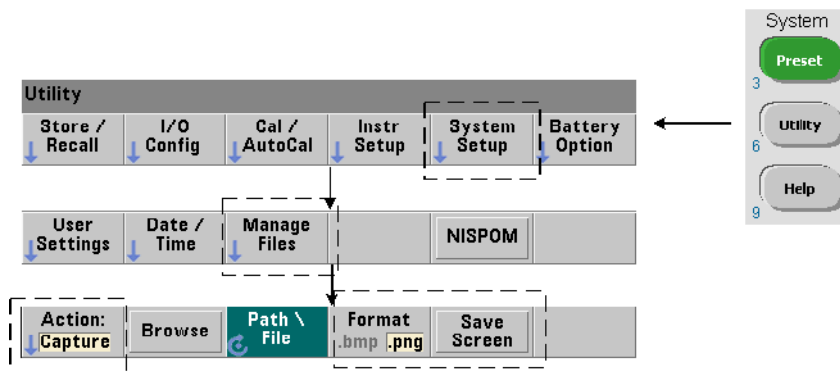 System
Preset
3
Utility
6
Help
9
Utility
Store / Recall
I/O Config
Cal / AutoCal
Instr Setup
System Setup
Battery Option
User Settings
Date / Time
Manage Files
NISPOM
Action: Capture
Browse
Path \ File
Format .bmp .png
Save Screen